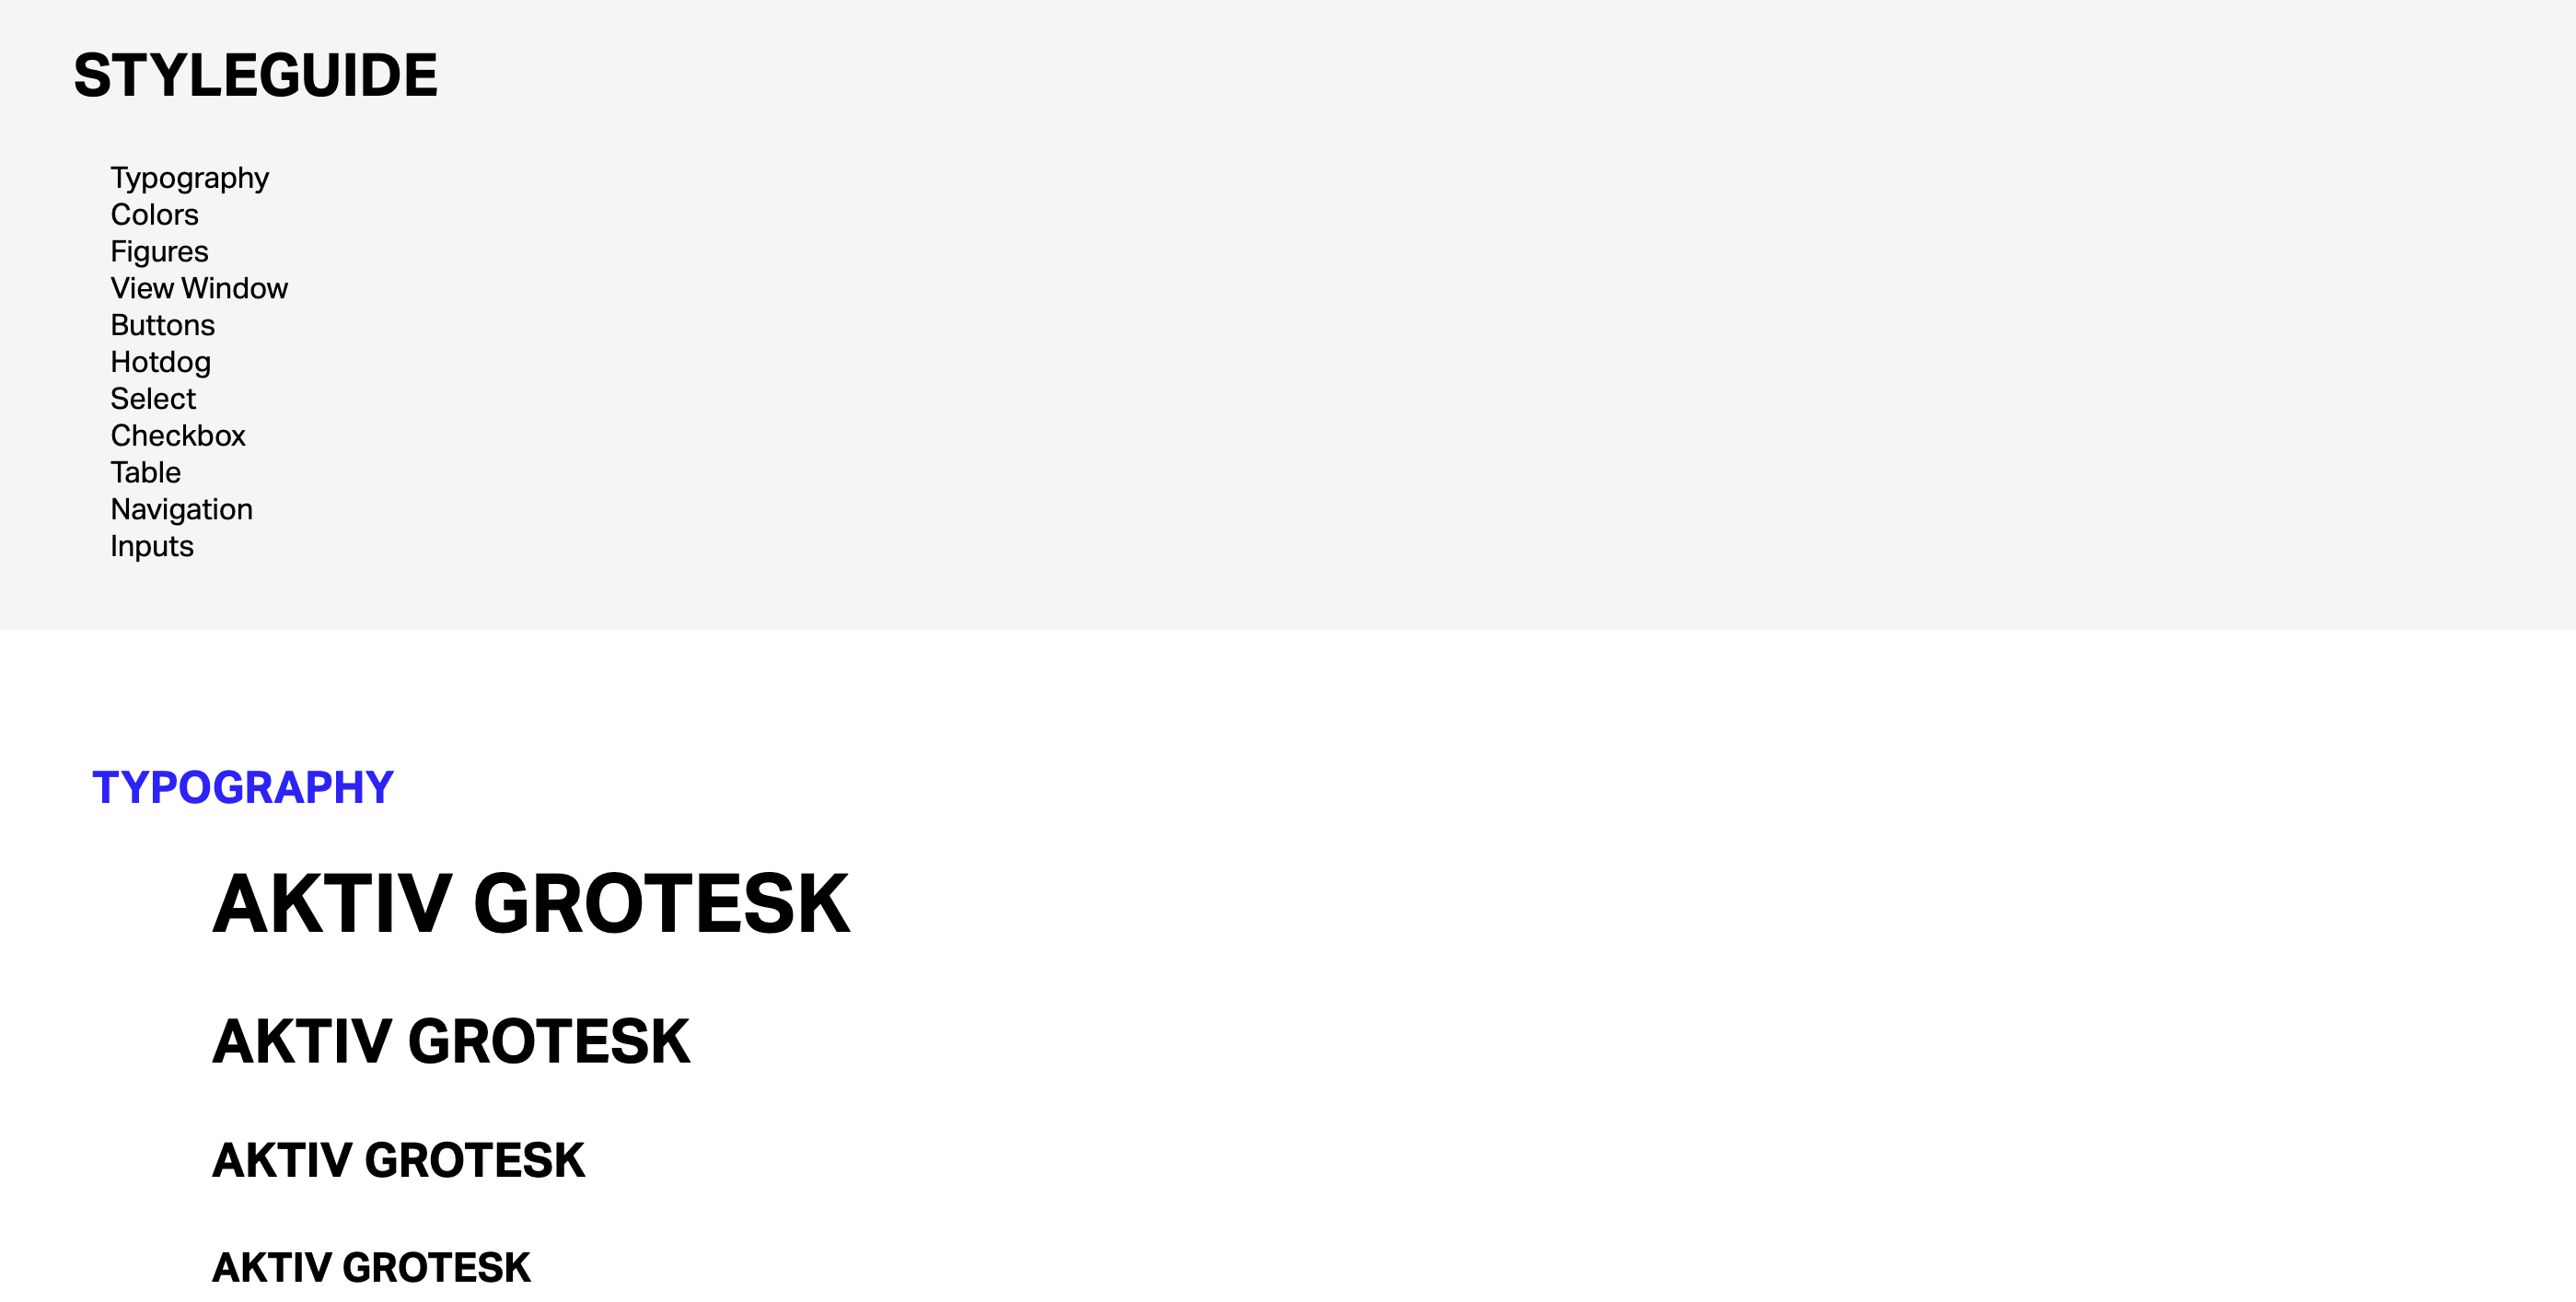 STYLEGUIDE
Typography
Colors
Figures
View Window
Buttons
Hotdog
Select
Checkbox
Table
Navigation
Inputs
TYPOGRAPHY
AKTIV GROTESK
AKTIV GROTESK
AKTIV GROTESK
AKTIV GROTESK